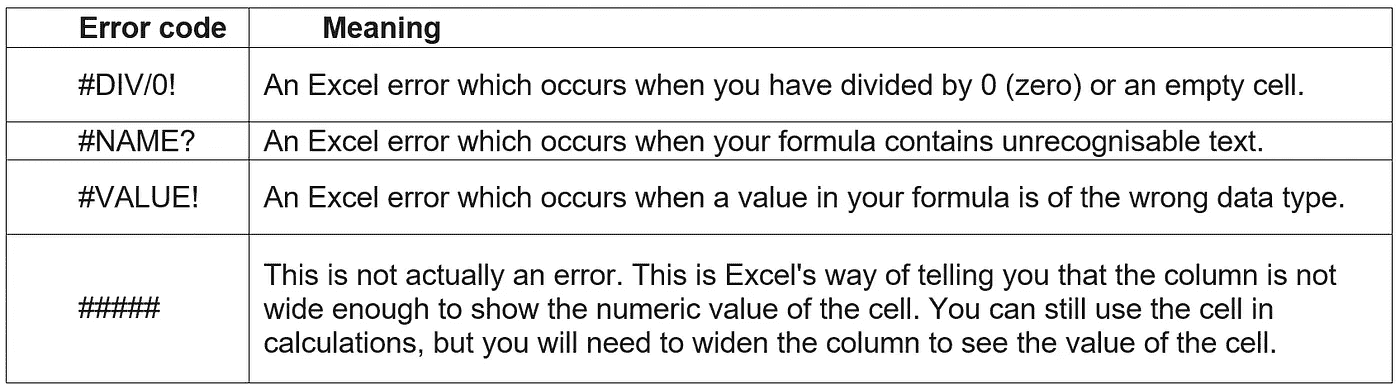 Error code Meaning
#DIV/0! An Excel error which occurs when you have divided by 0 (zero) or an empty cell.
#NAME? An Excel error which occurs when your formula contains unrecognisable text.
#VALUE! An Excel error which occurs when a value in your formula is of the wrong data type.
##### This is not actually an error. This is Excel's way of telling you that the column is not
wide enough to show the numeric value of the cell. You can still use the cell in
calculations, but you will need to widen the column to see the value of the cell.